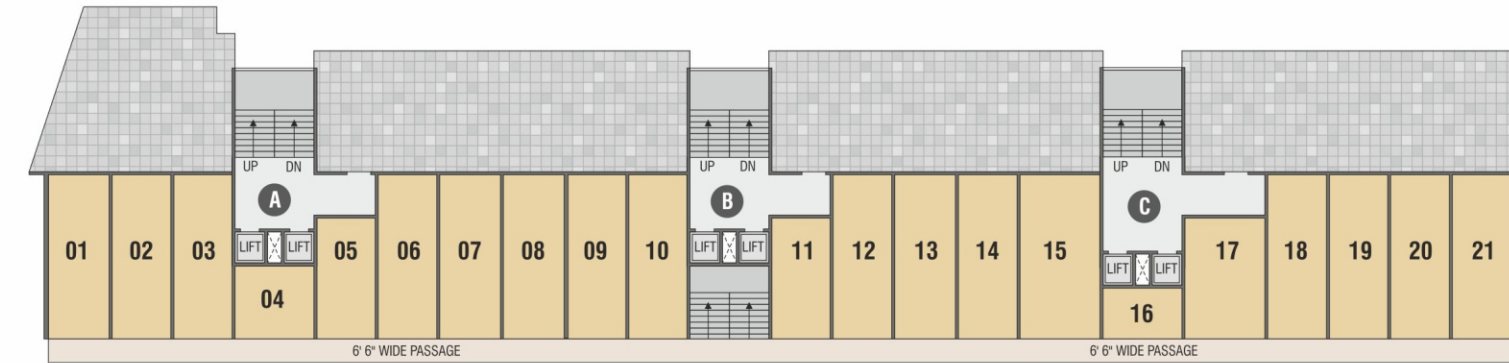 UP DN
UP DN
UP DN
A
B
C
01
02
03
LIFT LIFT
04
05
06
07
08
09
10
LIFT LIFT
11
12
13
14
15
LIFT LIFT
16
17
18
19
20
21
6' 6" WIDE PASSAGE
6' 6" WIDE PASSAGE